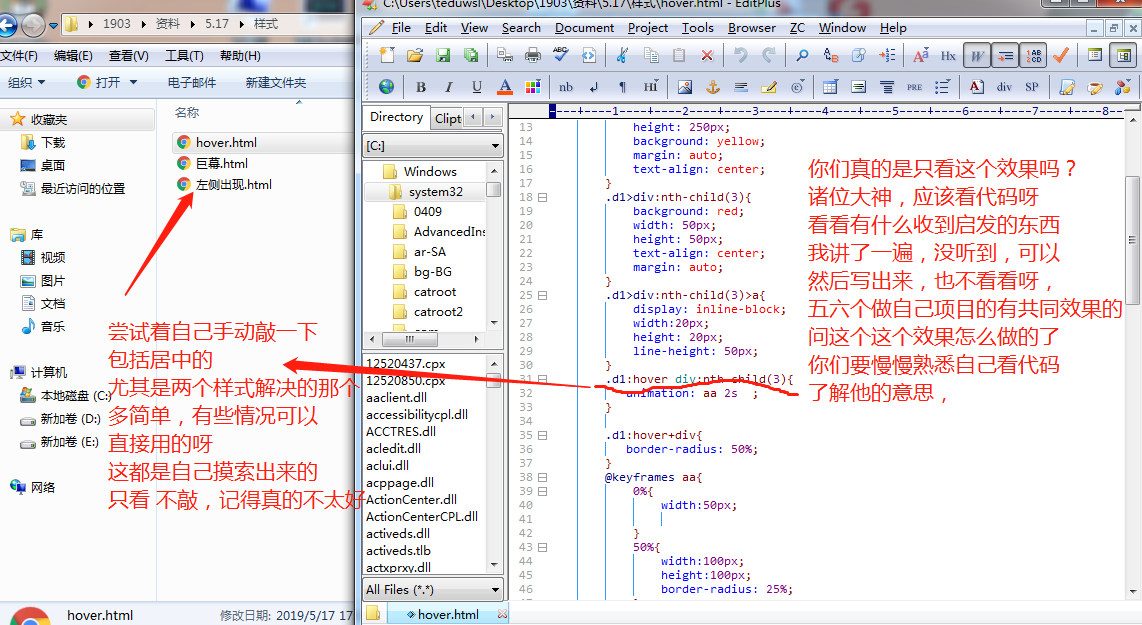 1903 资料 5.17 样式
文件(F) 编辑(E) 查看(V) 工具(T) 帮助(H)
组织 打开 电子邮件 新建文件夹
收藏夹
下载
桌面
最近访问的位置
库
视频
图片
文档
音乐
计算机
本地磁盘 (C:)
新加卷 (D:)
新加卷 (E:)
网络
名称
hover.html
巨幕.html
左侧出现.html
尝试着自己手动敲一下
包括居中的
尤其是两个样式解决的那个
多简单，有些情况可以
直接用的呀
这都是自己摸索出来的
只看 不敲，记得真的不太好
hover.html 修改日期: 2019/5/17 17
C:\Users\teduwsl\Desktop\1903\资料\5.17\样式\hover.html - EditPlus
File Edit View Search Document Project Tools Browser ZC Window Help
Directory Clipt
[C:]
Windows
system32
0409
AdvancedIns
ar-SA
bg-BG
catroot
catroot2
12520437.cpx
12520850.cpx
aaclient.dll
accessibilitycpl.dll
ACCTRES.dll
acledit.dll
aclui.dll
acppage.dll
ActionCenter.dll
ActionCenterCPL.dll
activeds.dll
activeds.tlb
actxprxy.dll
All Files (*.*)
hover.html
----+----1----+----2----+----3----+----4----+----5----+----6----+----7----+----8--
13 height: 250px;
14 background: yellow;
15 margin: auto;
16 text-align: center;
17 }
18 .d1>div:nth-child(3){
19 background: red;
20 width: 50px;
21 height: 50px;
22 text-align: center;
23 margin: auto;
24 }
25 .d1>div:nth-child(3)>a{
26 display: inline-block;
27 width:20px;
28 height: 20px;
29 line-height: 50px;
30 }
31 .d1:hover div:nth-child(3){
32 animation: aa 2s ;
33 }
34
35 .d1:hover+div{
36 border-radius: 50%;
37 }
38 @keyframes aa{
39 0%{
40 width:50px;
41
42 }
43 50%{
44 width:100px;
45 height:100px;
46 border-radius: 25%;
你们真的是只看这个效果吗？
诸位大神，应该看代码呀
看看有什么收到启发的东西
我讲了一遍，没听到，可以
然后写出来，也不看看呀，
五六个做自己项目的有共同效果的
问这个这个效果怎么做的了
你们要慢慢熟悉自己看代码
了解他的意思，